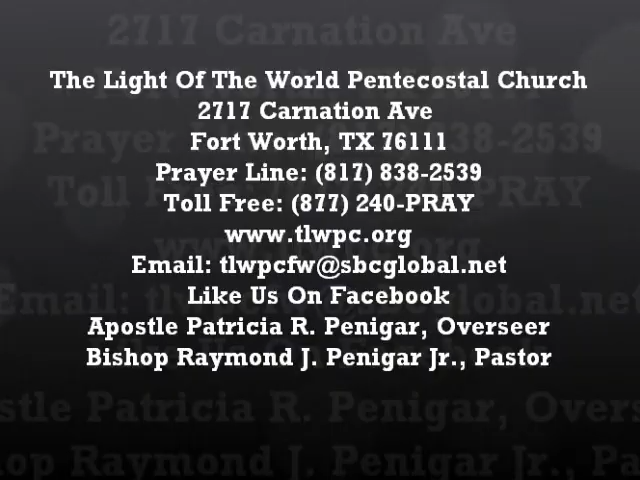 The Light Of The World Pentecostal Church
2717 Carnation Ave
Fort Worth, TX 76111
Prayer Line: (817) 838-2539
Toll Free: (877) 240-PRAY
www.tlwpc.org
Email: tlwpcfw@sbcglobal.net
Like Us On Facebook
Apostle Patricia R. Penigar, Overseer
Bishop Raymond J. Penigar Jr., Pastor